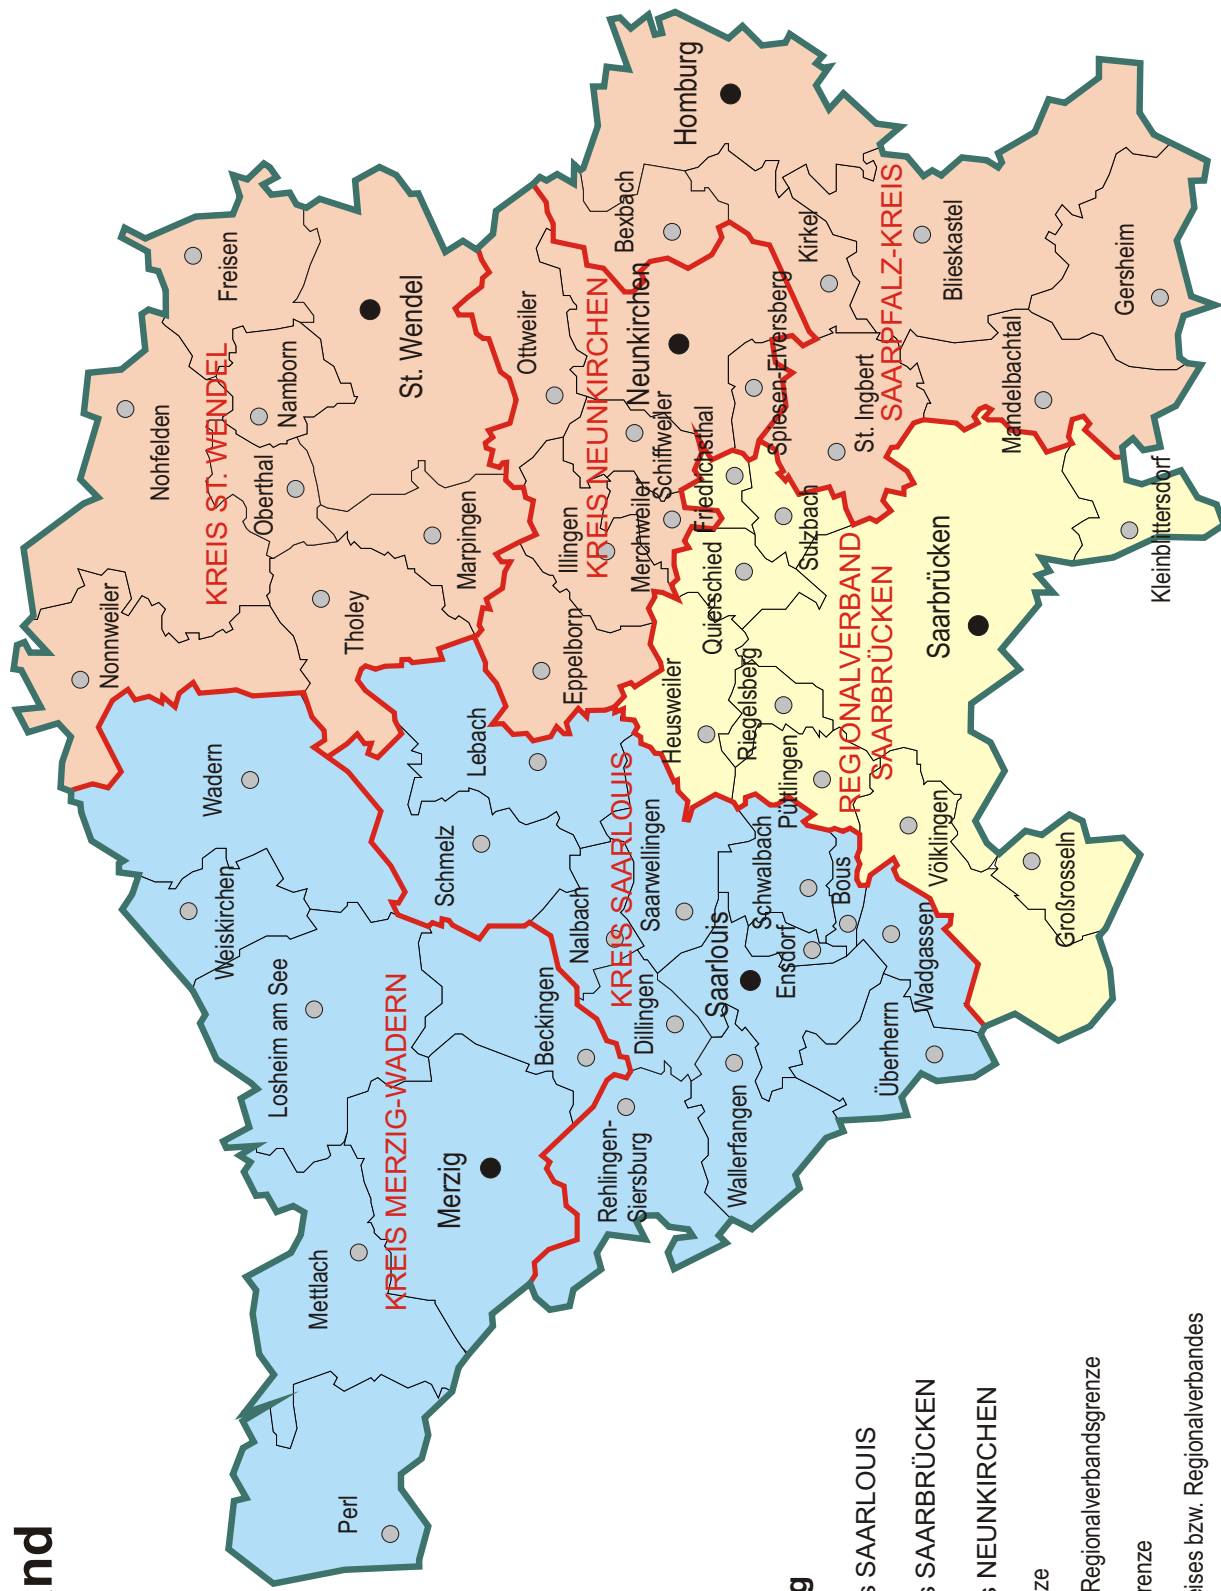 nd
Perl
Mettlach
Losheim am See
Weiskirchen
Wadern
Nonnweiler
Nohfelden
Freisen
KREIS ST. WENDEL
Oberthal
Namborn
Tholey
Marpingen
St. Wendel
KREIS MERZIG-WADERN
Merzig
Beckingen
Schmelz
Lebach
Eppelborn
Illingen
Ottweiler
KREIS NEUNKIRCHEN
Merchweiler
Schiffweiler
Neunkirchen
Bexbach
Homburg
Rehlingen-
Siersburg
Dillingen
Nalbach
KREIS SAARLOUIS
Saarwellingen
Heusweiler
Quierschied
Friedrichsthal
Spiesen-Elversberg
Kirkel
Wallerfangen
Saarlouis
Ensdorf
Schwalbach
Bous
Püttlingen
Riegelsberg
Sulzbach
St. Ingbert
SAARPFALZ-KREIS
Überherrn
Wadgassen
Völklingen
REGIONALVERBAND
SAARBRÜCKEN
Saarbrücken
Blieskastel
Mandelbachtal
Gersheim
Großrosseln
Kleinblittersdorf
g
s SAARLOUIS
s SAARBRÜCKEN
s NEUNKIRCHEN
ze
Regionalverbandsgrenze
renze
eises bzw. Regionalverbandes